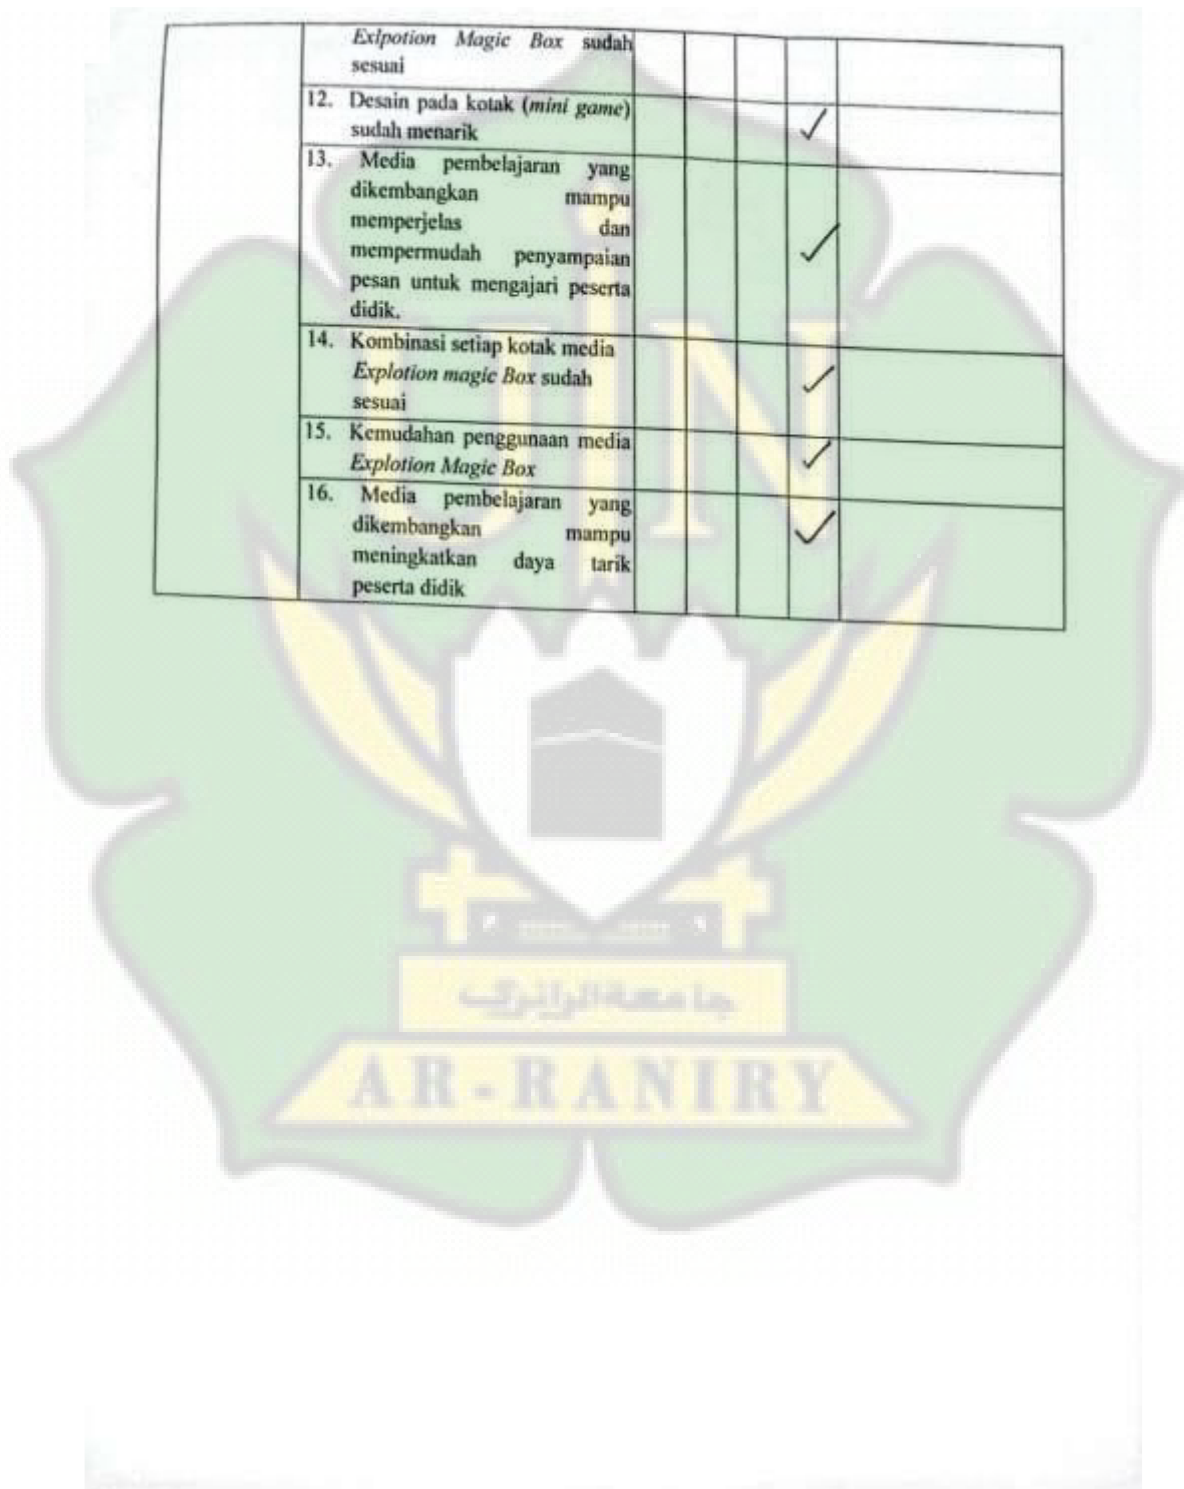 Exlpotion Magic Box sudah
sesuai
12. Desain pada kotak (mini game)
sudah menarik
13. Media pembelajaran yang
dikembangkan mampu
memperjelas dan
mempermudah penyampaian
pesan untuk mengajari peserta
didik.
14. Kombinasi setiap kotak media
Explotion magic Box sudah
sesuai
15. Kemudahan penggunaan media
Explotion Magic Box
16. Media pembelajaran yang
dikembangkan mampu
meningkatkan daya tarik
peserta didik
UIN
جامعة الرانري
AR-RANIRY